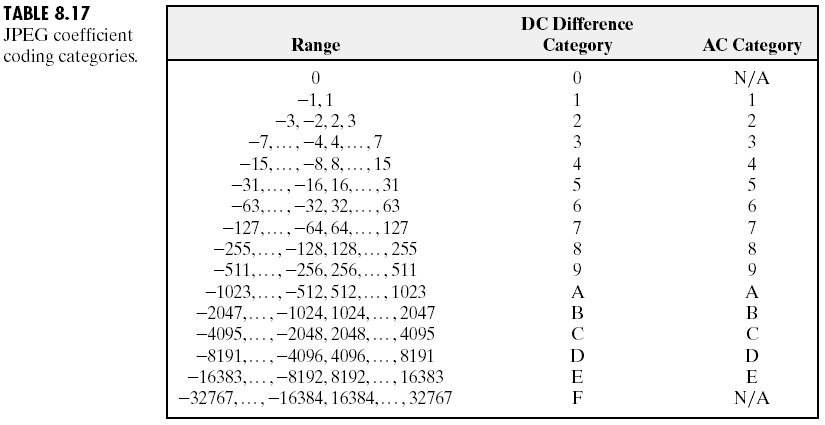 TABLE 8.17
JPEG coefficient
coding categories.
Range DC Difference Category AC Category
0 0 N/A
−1, 1 1 1
−3, −2, 2, 3 2 2
−7,..., −4, 4,..., 7 3 3
−15,..., −8, 8,..., 15 4 4
−31,..., −16, 16,..., 31 5 5
−63,..., −32, 32,..., 63 6 6
−127,..., −64, 64,..., 127 7 7
−255,..., −128, 128,..., 255 8 8
−511,..., −256, 256,..., 511 9 9
−1023,..., −512, 512,..., 1023 A A
−2047,..., −1024, 1024,..., 2047 B B
−4095,..., −2048, 2048,..., 4095 C C
−8191,..., −4096, 4096,..., 8191 D D
−16383,..., −8192, 8192,..., 16383 E E
−32767,..., −16384, 16384,..., 32767 F N/A